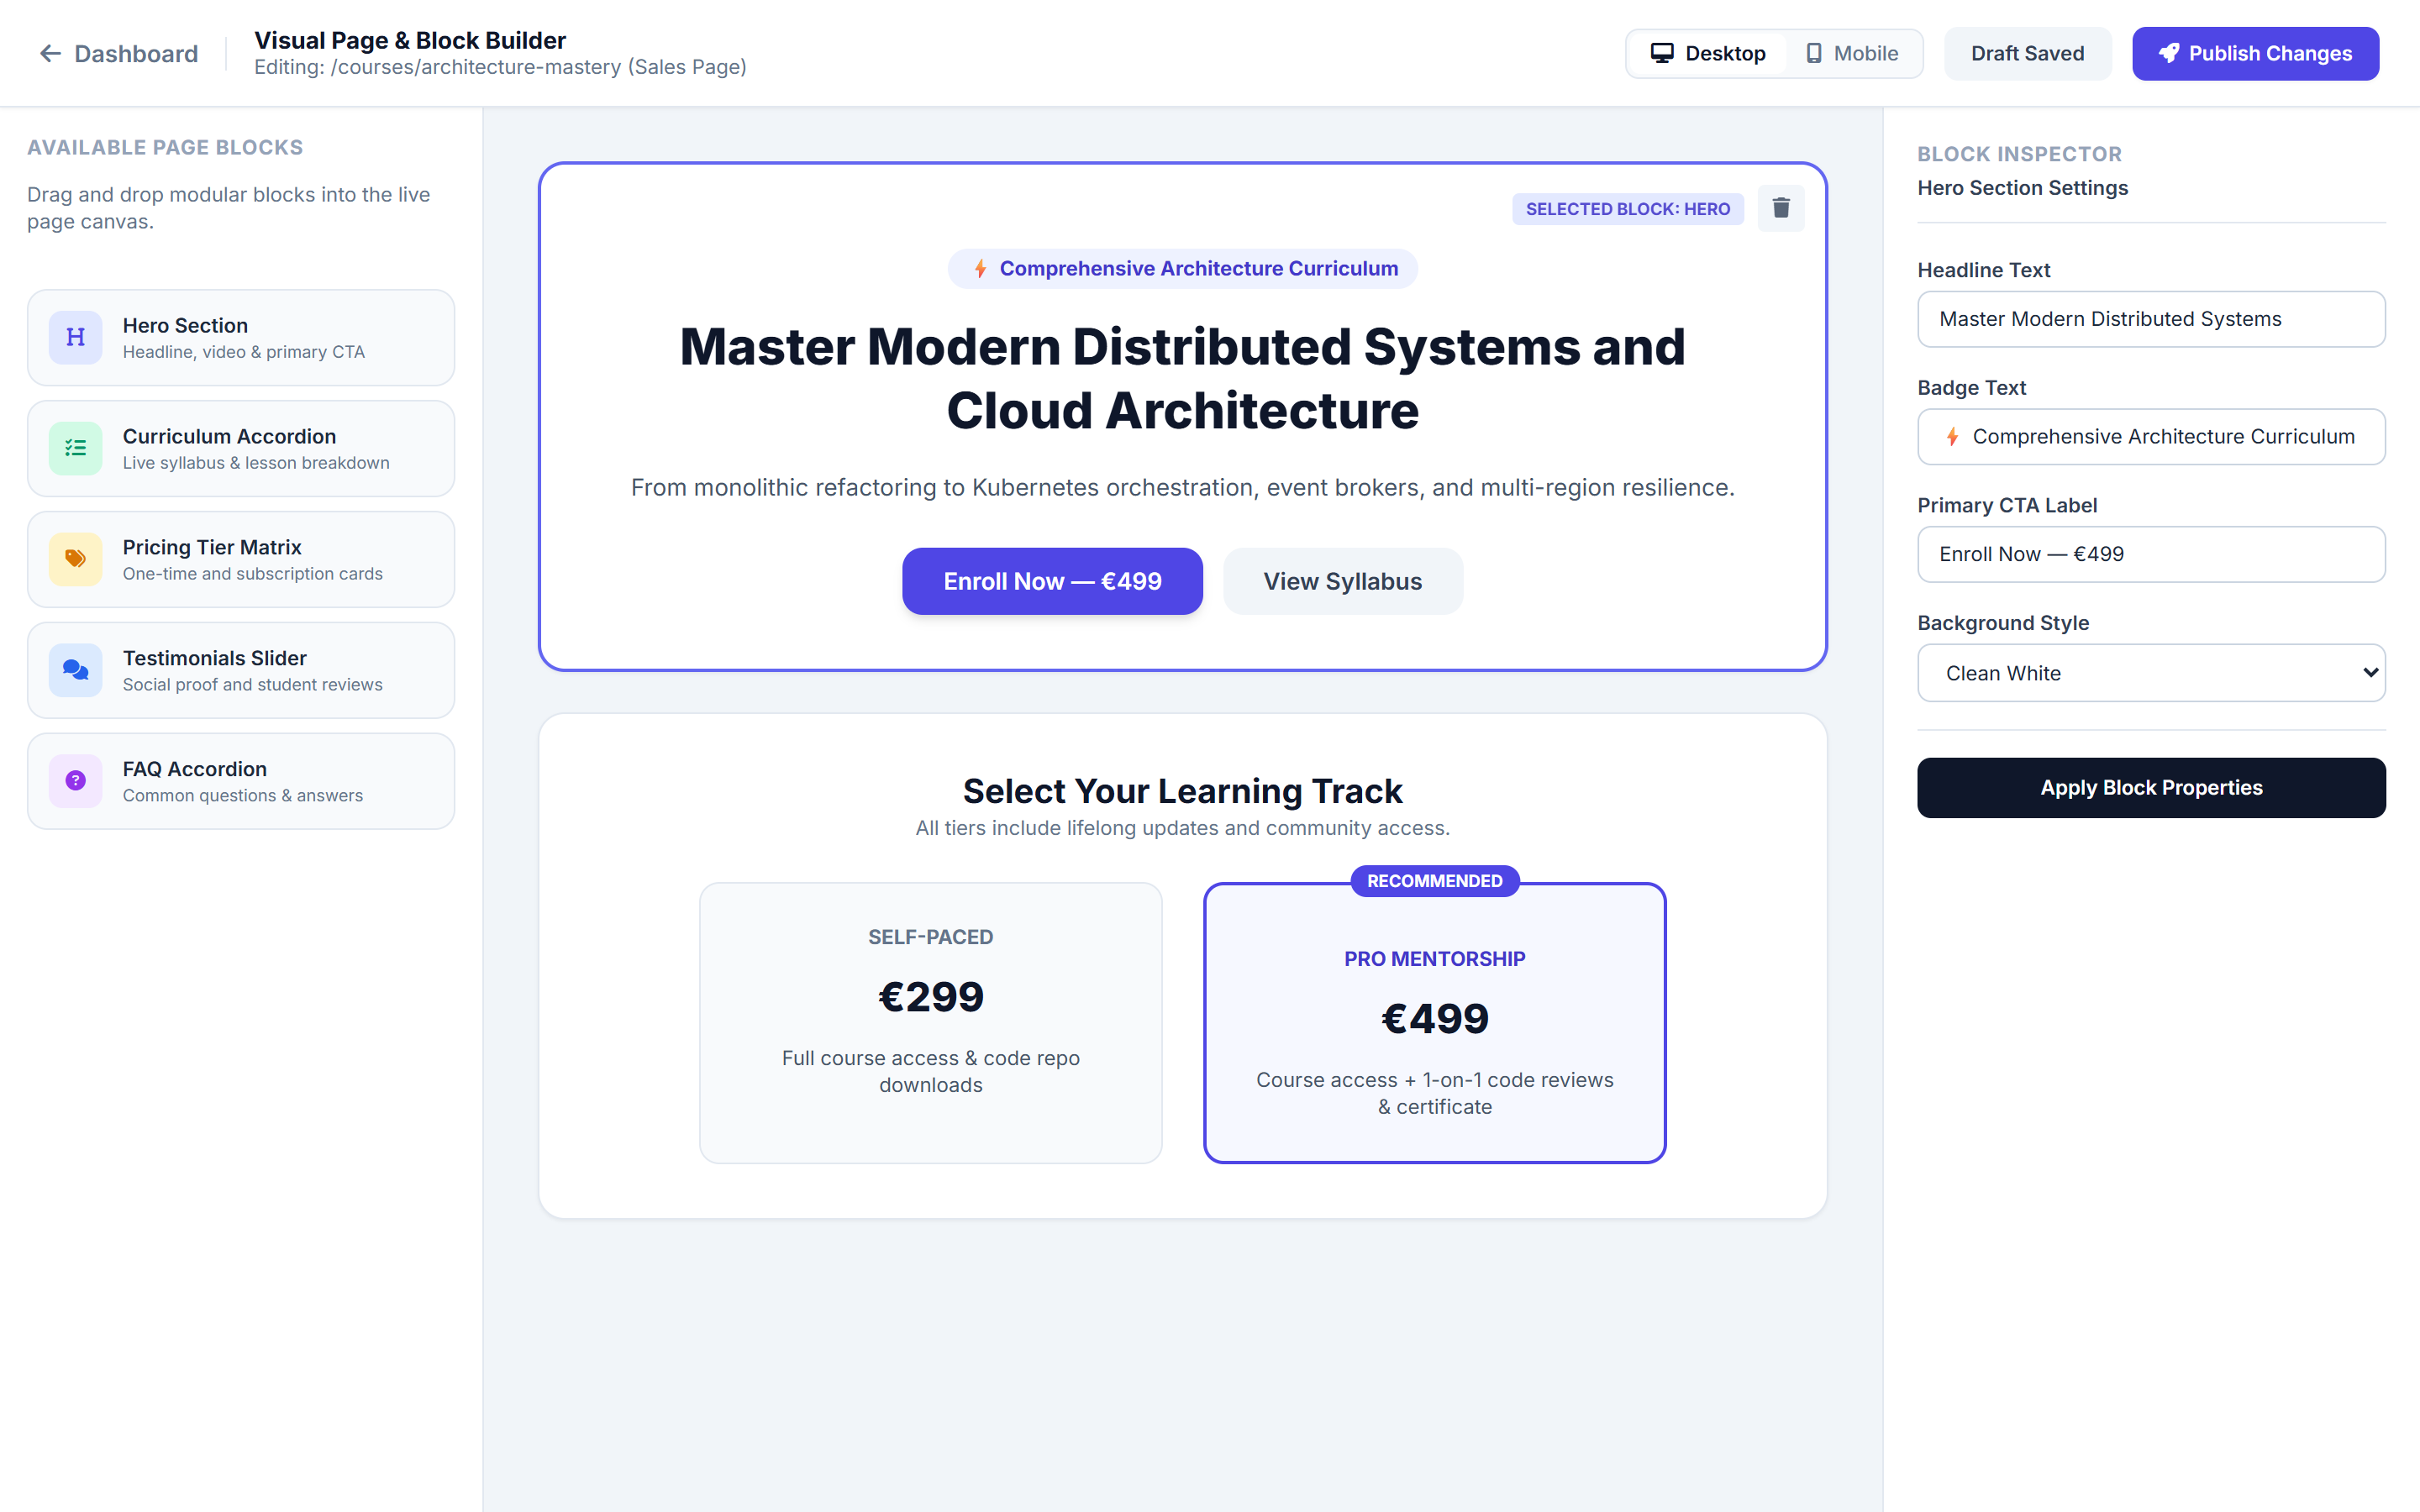 Dashboard
Visual Page & Block Builder
Editing: /courses/architecture-mastery (Sales Page)
Desktop
Mobile
Draft Saved
Publish Changes
AVAILABLE PAGE BLOCKS
Drag and drop modular blocks into the live
page canvas.
H
Hero Section
Headline, video & primary CTA
Curriculum Accordion
Live syllabus & lesson breakdown
Pricing Tier Matrix
One-time and subscription cards
Testimonials Slider
Social proof and student reviews
?
FAQ Accordion
Common questions & answers
SELECTED BLOCK: HERO
⚡ Comprehensive Architecture Curriculum
Master Modern Distributed Systems and
Cloud Architecture
From monolithic refactoring to Kubernetes orchestration, event brokers, and multi-region resilience.
Enroll Now — €499
View Syllabus
Select Your Learning Track
All tiers include lifelong updates and community access.
SELF-PACED
€299
Full course access & code repo
downloads
RECOMMENDED
PRO MENTORSHIP
€499
Course access + 1-on-1 code reviews
& certificate
BLOCK INSPECTOR
Hero Section Settings
Headline Text
Master Modern Distributed Systems
Badge Text
⚡ Comprehensive Architecture Curriculum
Primary CTA Label
Enroll Now — €499
Background Style
Clean White
Apply Block Properties